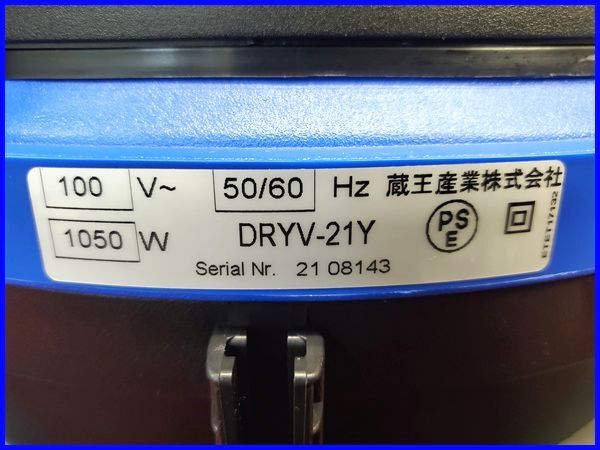 100 V~ 50/60 Hz 蔵王産業株式会社
1050 W DRYV-21Y PS E
Serial Nr. 21 08143
ETET17132